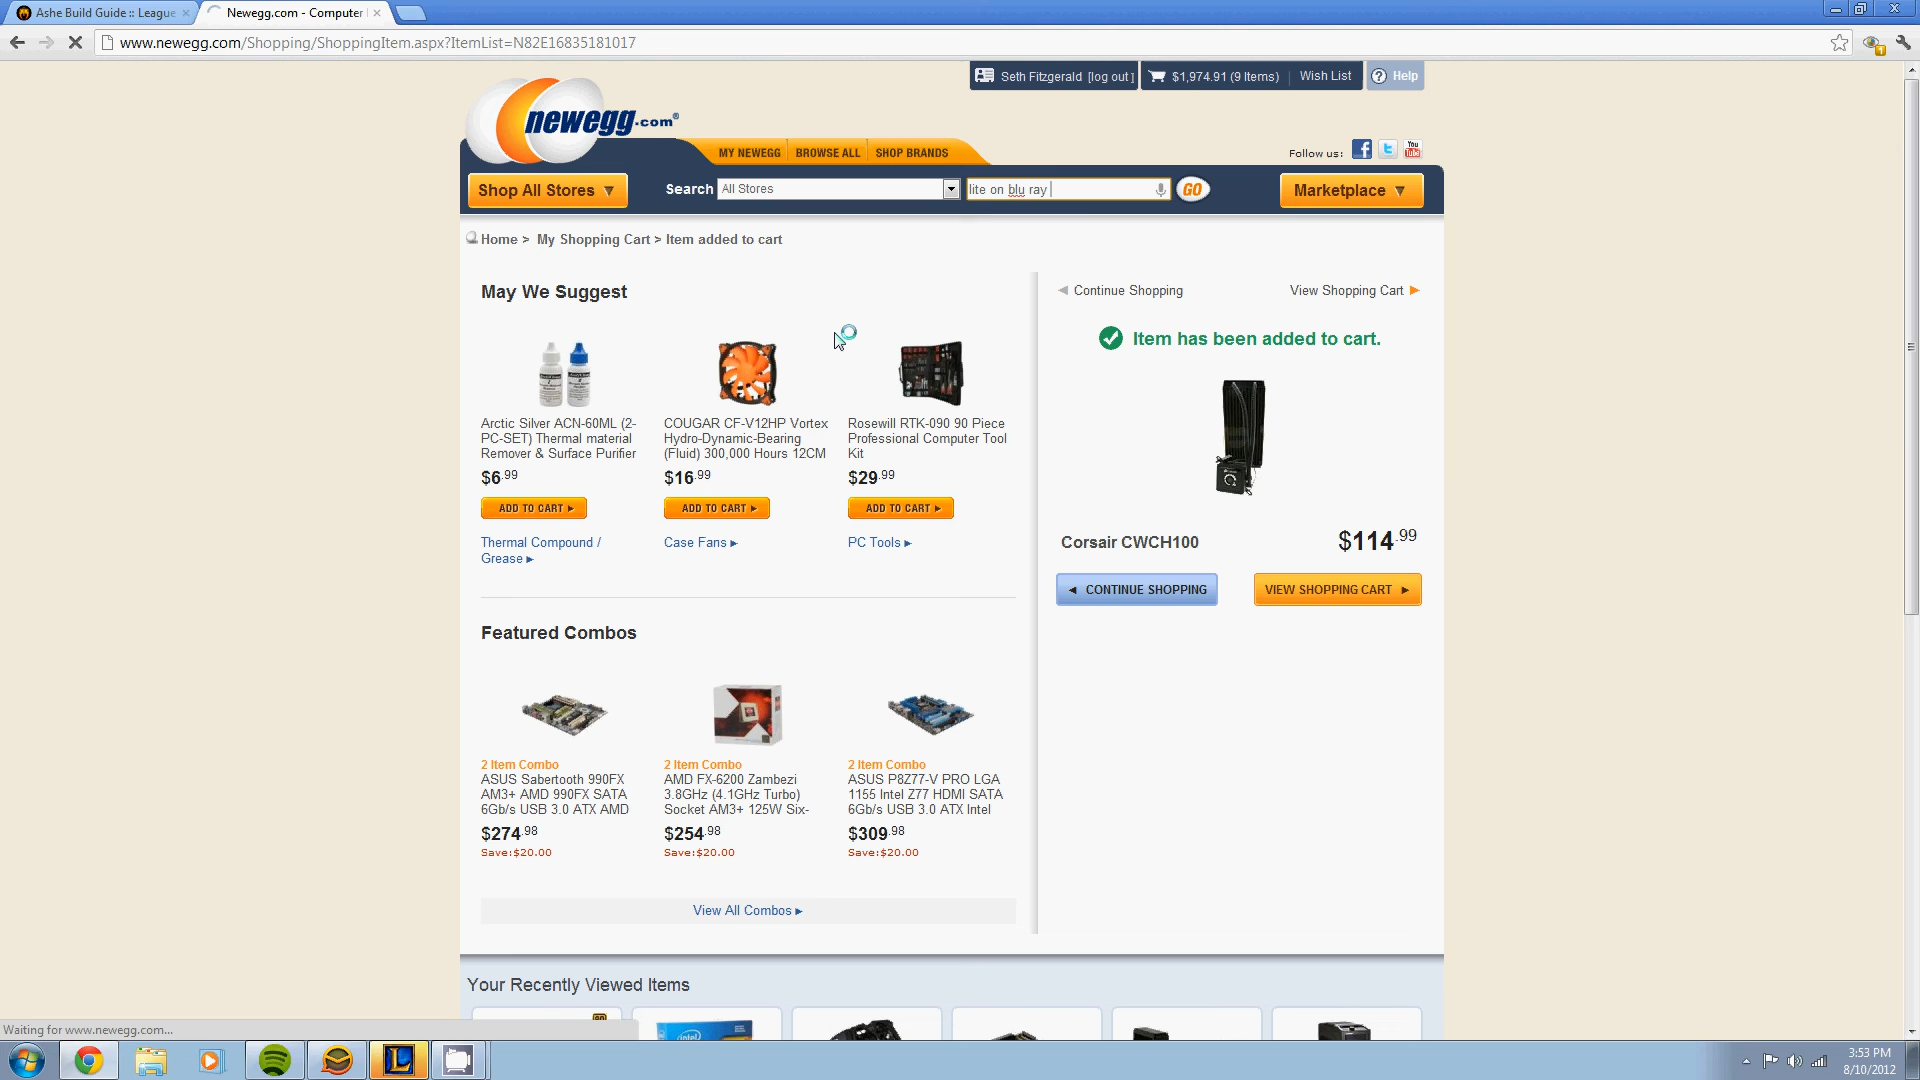 Ashe Build Guide :: League
Newegg.com - Computer
www.newegg.com/Shopping/ShoppingItem.aspx?ItemList=N82E16835181017
Seth Fitzgerald [log out]
$1,974.91 (9 Items)
Wish List
Help
newegg.com®
MY NEWEGG
BROWSE ALL
SHOP BRANDS
Follow us:
You Tube
Shop All Stores
Search
All Stores
lite on blu ray
GO
Marketplace
Home > My Shopping Cart > Item added to cart
May We Suggest
Arctic Silver ACN-60ML (2-
PC-SET) Thermal material
Remover & Surface Purifier
$6.99
ADD TO CART
Thermal Compound /
Grease
COUGAR CF-V12HP Vortex
Hydro-Dynamic-Bearing
(Fluid) 300,000 Hours 12CM
$16.99
ADD TO CART
Case Fans
Rosewill RTK-090 90 Piece
Professional Computer Tool
Kit
$29.99
ADD TO CART
PC Tools
Continue Shopping
View Shopping Cart
Item has been added to cart.
Corsair CWCH100
$114.99
CONTINUE SHOPPING
VIEW SHOPPING CART
Featured Combos
2 Item Combo
ASUS Sabertooth 990FX
AM3+ AMD 990FX SATA
6Gb/s USB 3.0 ATX AMD
$274.98
Save:$20.00
2 Item Combo
AMD FX-6200 Zambezi
3.8GHz (4.1GHz Turbo)
Socket AM3+ 125W Six-
$254.98
Save:$20.00
2 Item Combo
ASUS P8Z77-V PRO LGA
1155 Intel Z77 HDMI SATA
6Gb/s USB 3.0 ATX Intel
$309.98
Save:$20.00
View All Combos
Your Recently Viewed Items
intel
Waiting for www.newegg.com...
3:53 PM
8/10/2012